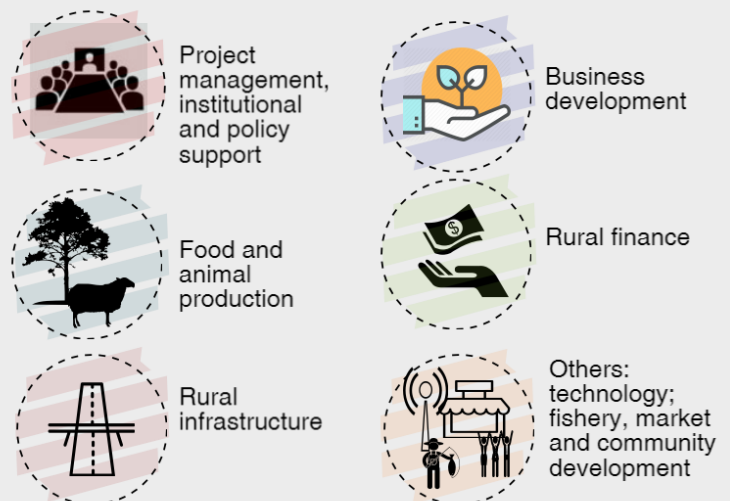 Project
management,
institutional
and policy
support
Business
development
Food and
animal
production
Rural finance
$
Rural
infrastructure
Others:
technology;
fishery, market
and community
development